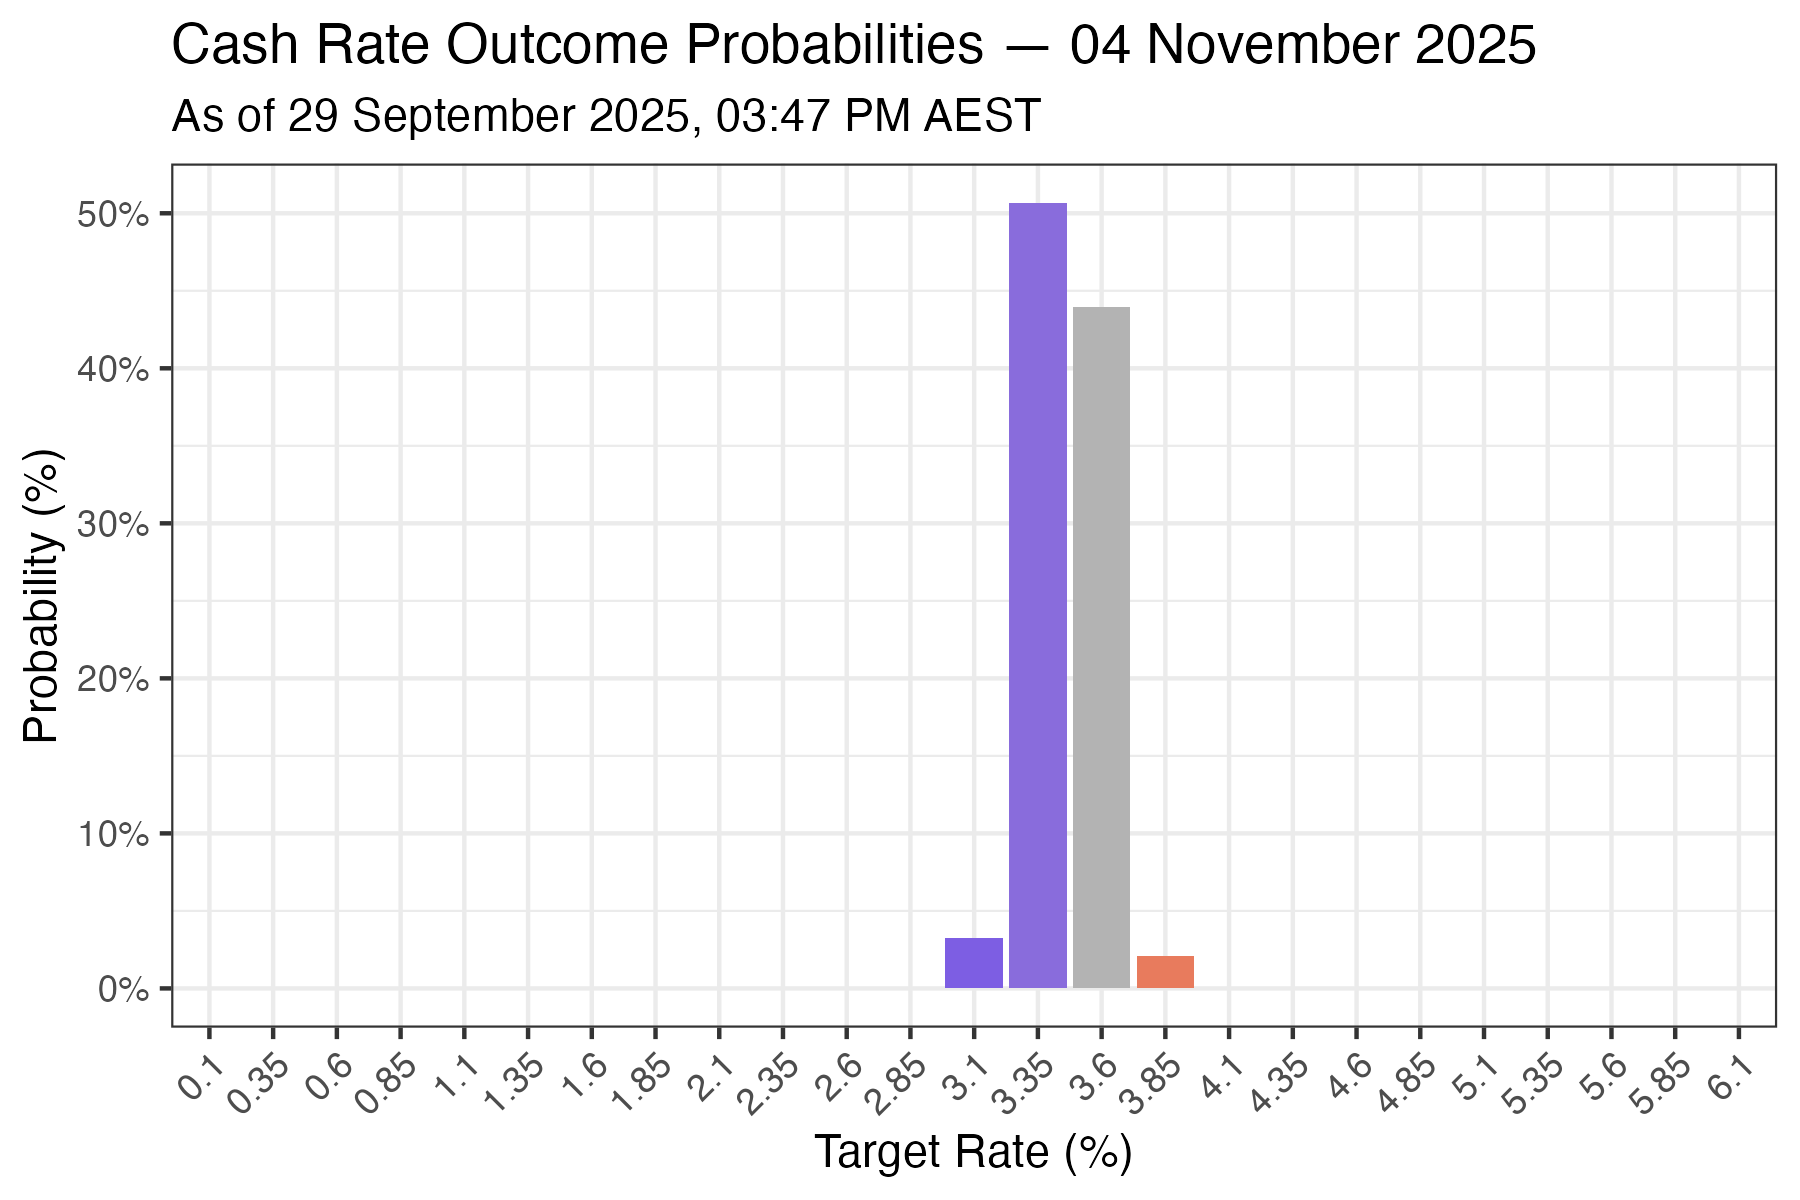 Cash Rate Outcome Probabilities — 04 November 2025
As of 29 September 2025, 03:47 PM AEST
Probability (%)
50%
40%
30%
20%
10%
0%
0.1 0.35 0.6 0.85 1.1 1.35 1.6 1.85 2.1 2.35 2.6 2.85 3.1 3.35 3.6 3.85 4.1 4.35 4.6 4.85 5.1 5.35 5.6 5.85 6.1
Target Rate (%)